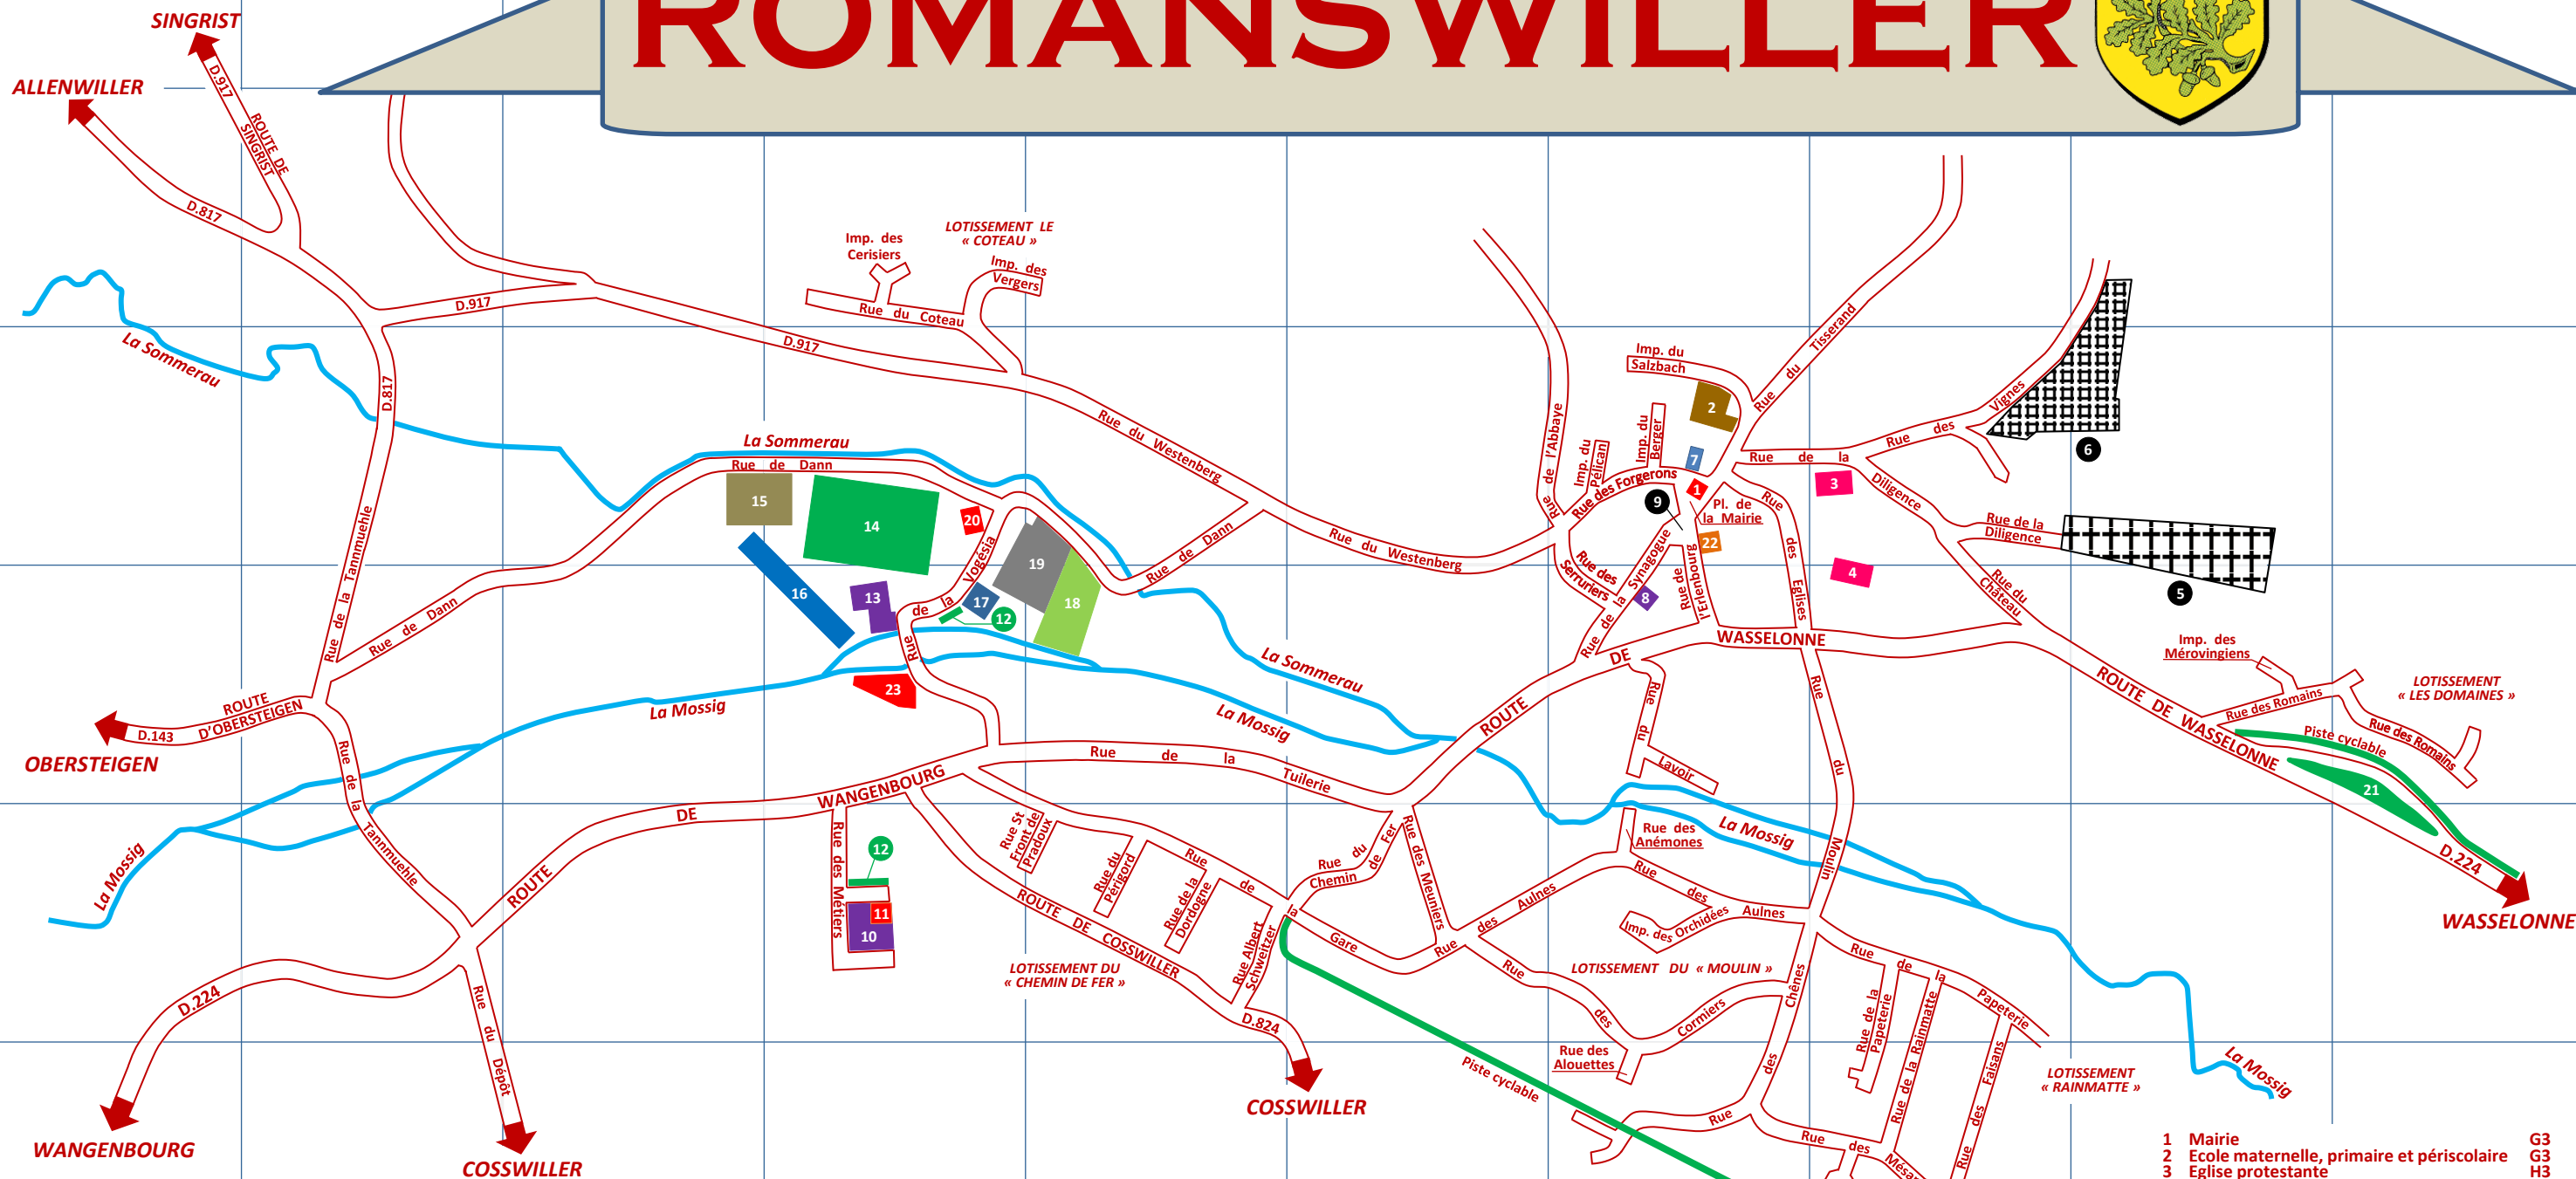 ROMANSWILLER
SINGRIST
ALLENWILLER
D.917
ROUTE DE
SINGRIST
D.817
La Sommerau
D.917
D.817
Imp. des
Cerisiers
LOTISSEMENT LE
« COTEAU »
Imp. des
Vergers
Rue du Coteau
D.917
Rue du Westenberg
La Sommerau
Rue de Dann
15
14
20
19
16
13
17
18
12
Rue de la Vogésia
23
Rue de Dann
Rue du Westenberg
Rue de la Tannmuehle
Rue de Dann
ROUTE
D'OBERSTEIGEN
D.143
OBERSTEIGEN
La Mossig
La Sommerau
La Mossig
Rue de l'Abbaye
Imp. du
Salzbach
Imp. du
Berger
Imp. du
Pélican
Rue des Forgerons
2
7
1
9
Pl. de
la Mairie
22
8
Rue du Tisserand
Rue de la Diligence
Rue des Vignes
6
3
4
Rue de la
Diligence
5
Rue des Eglises
Rue de
l'Erlenbourg
Rue de la Synagogue
Rue des
Serruriers
Rue du
Château
ROUTE DE WASSELONNE
Imp. des
Mérovingiens
LOTISSEMENT
« LES DOMAINES »
Rue des Romains
Rue des Romains
Piste cyclable
ROUTE DE WASSELONNE
21
D.224
WASSELONNE
Rue du Lavoir
Rue du Moulin
Rue de la Tannmuehle
ROUTE DE WANGENBOURG
Rue de la Tuilerie
La Mossig
Rue des Métiers
12
11
10
Rue St
Front de
Pradoux
Rue du
Périgord
Rue de la
Dordogne
Rue Albert
Schweitzer
Rue de la Gare
ROUTE DE COSSWILLER
LOTISSEMENT DU
« CHEMIN DE FER »
D.824
COSSWILLER
Rue du
Chemin de Fer
Rue des Meuniers
Rue des Aulnes
Rue des
Anémones
La Mossig
Rue des Aulnes
Imp. des Orchidées
LOTISSEMENT DU « MOULIN »
Rue des Cormiers
Rue des
Alouettes
Piste cyclable
Rue des Chênes
Rue de la Papeterie
Rue de la
Papeterie
Rue de la Rainmatte
Rue des Faisans
LOTISSEMENT
« RAINMATTE »
La Mossig
Rue des Mésa
D.224
WANGENBOURG
Rue du Dépôt
COSSWILLER
1 Mairie G3
2 Ecole maternelle, primaire et périscolaire G3
3 Eglise protestante H3